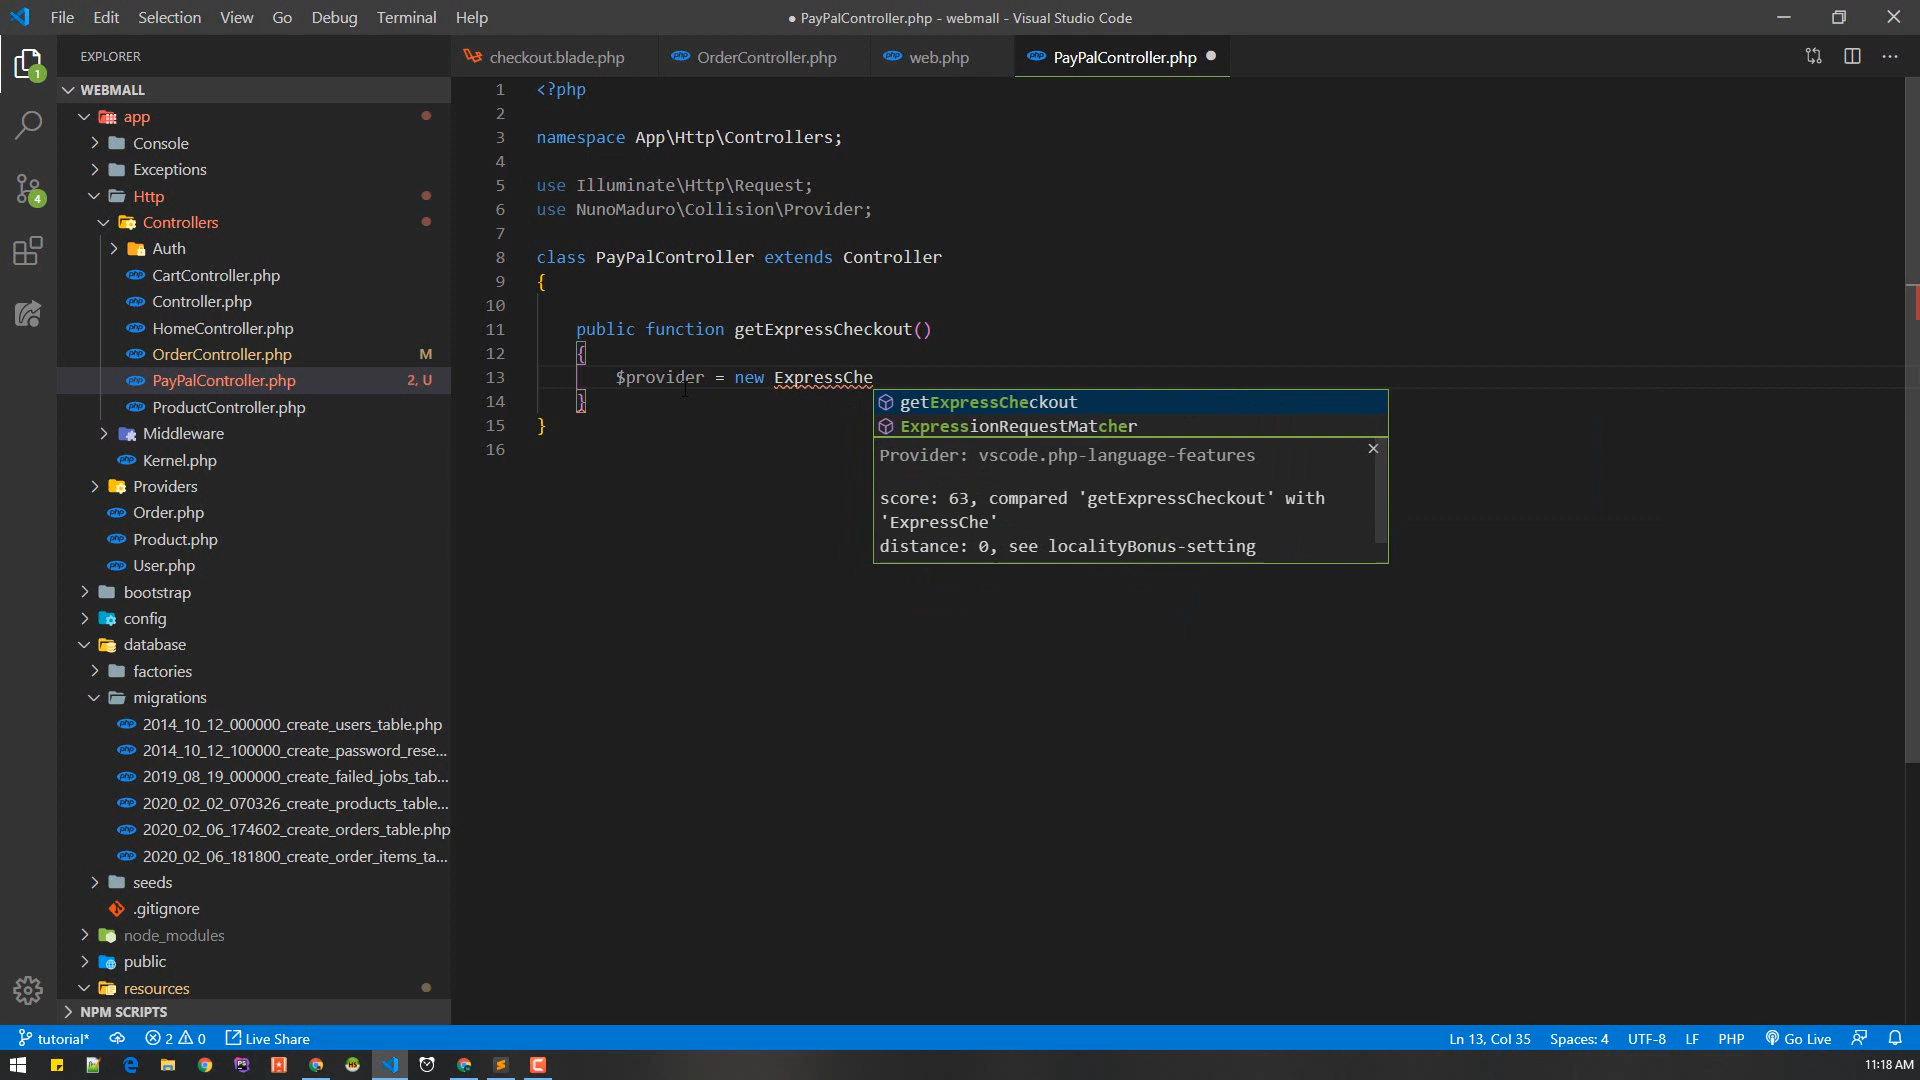 File Edit Selection View Go Debug Terminal Help
● PayPalController.php - webmall - Visual Studio Code
EXPLORER
checkout.blade.php
OrderController.php
web.php
PayPalController.php
WEBMALL
app
Console
Exceptions
Http
Controllers
Auth
CartController.php
Controller.php
HomeController.php
OrderController.php M
PayPalController.php 2, U
ProductController.php
Middleware
Kernel.php
Providers
Order.php
Product.php
User.php
bootstrap
config
database
factories
migrations
2014_10_12_000000_create_users_table.php
2014_10_12_100000_create_password_rese...
2019_08_19_000000_create_failed_jobs_tab...
2020_02_02_070326_create_products_table...
2020_02_06_174602_create_orders_table.php
2020_02_06_181800_create_order_items_ta...
seeds
.gitignore
node_modules
public
resources
NPM SCRIPTS
1 <?php
2
3 namespace App\Http\Controllers;
4
5 use Illuminate\Http\Request;
6 use NunoMaduro\Collision\Provider;
7
8 class PayPalController extends Controller
9 {
10
11 public function getExpressCheckout()
12 {
13 $provider = new ExpressChe
14 }
15 }
16
getExpressCheckout
ExpressionRequestMatcher
Provider: vscode.php-language-features
score: 63, compared 'getExpressCheckout' with
'ExpressChe'
distance: 0, see localityBonus-setting
1
4
tutorial* 2 0 Live Share
Ln 13, Col 35 Spaces: 4 UTF-8 LF PHP Go Live
11:18 AM